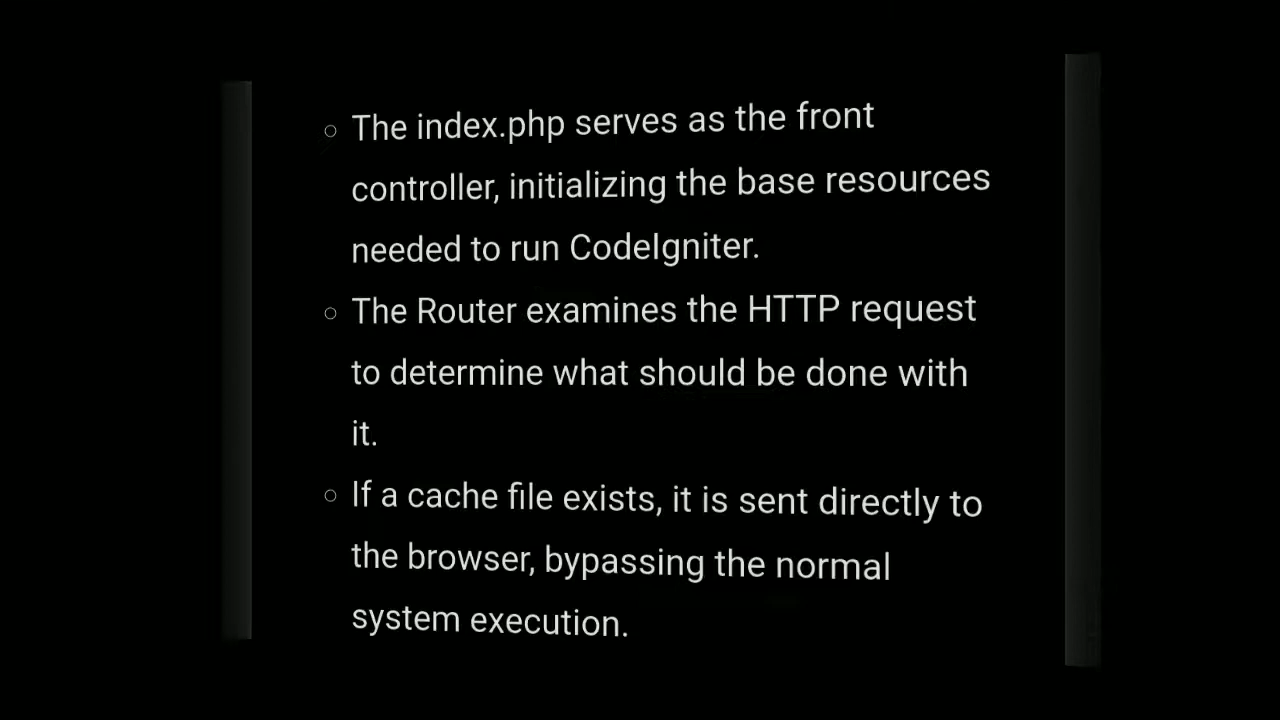 ○ The index.php serves as the front
controller, initializing the base resources
needed to run CodeIgniter.
○ The Router examines the HTTP request
to determine what should be done with
it.
○ If a cache file exists, it is sent directly to
the browser, bypassing the normal
system execution.